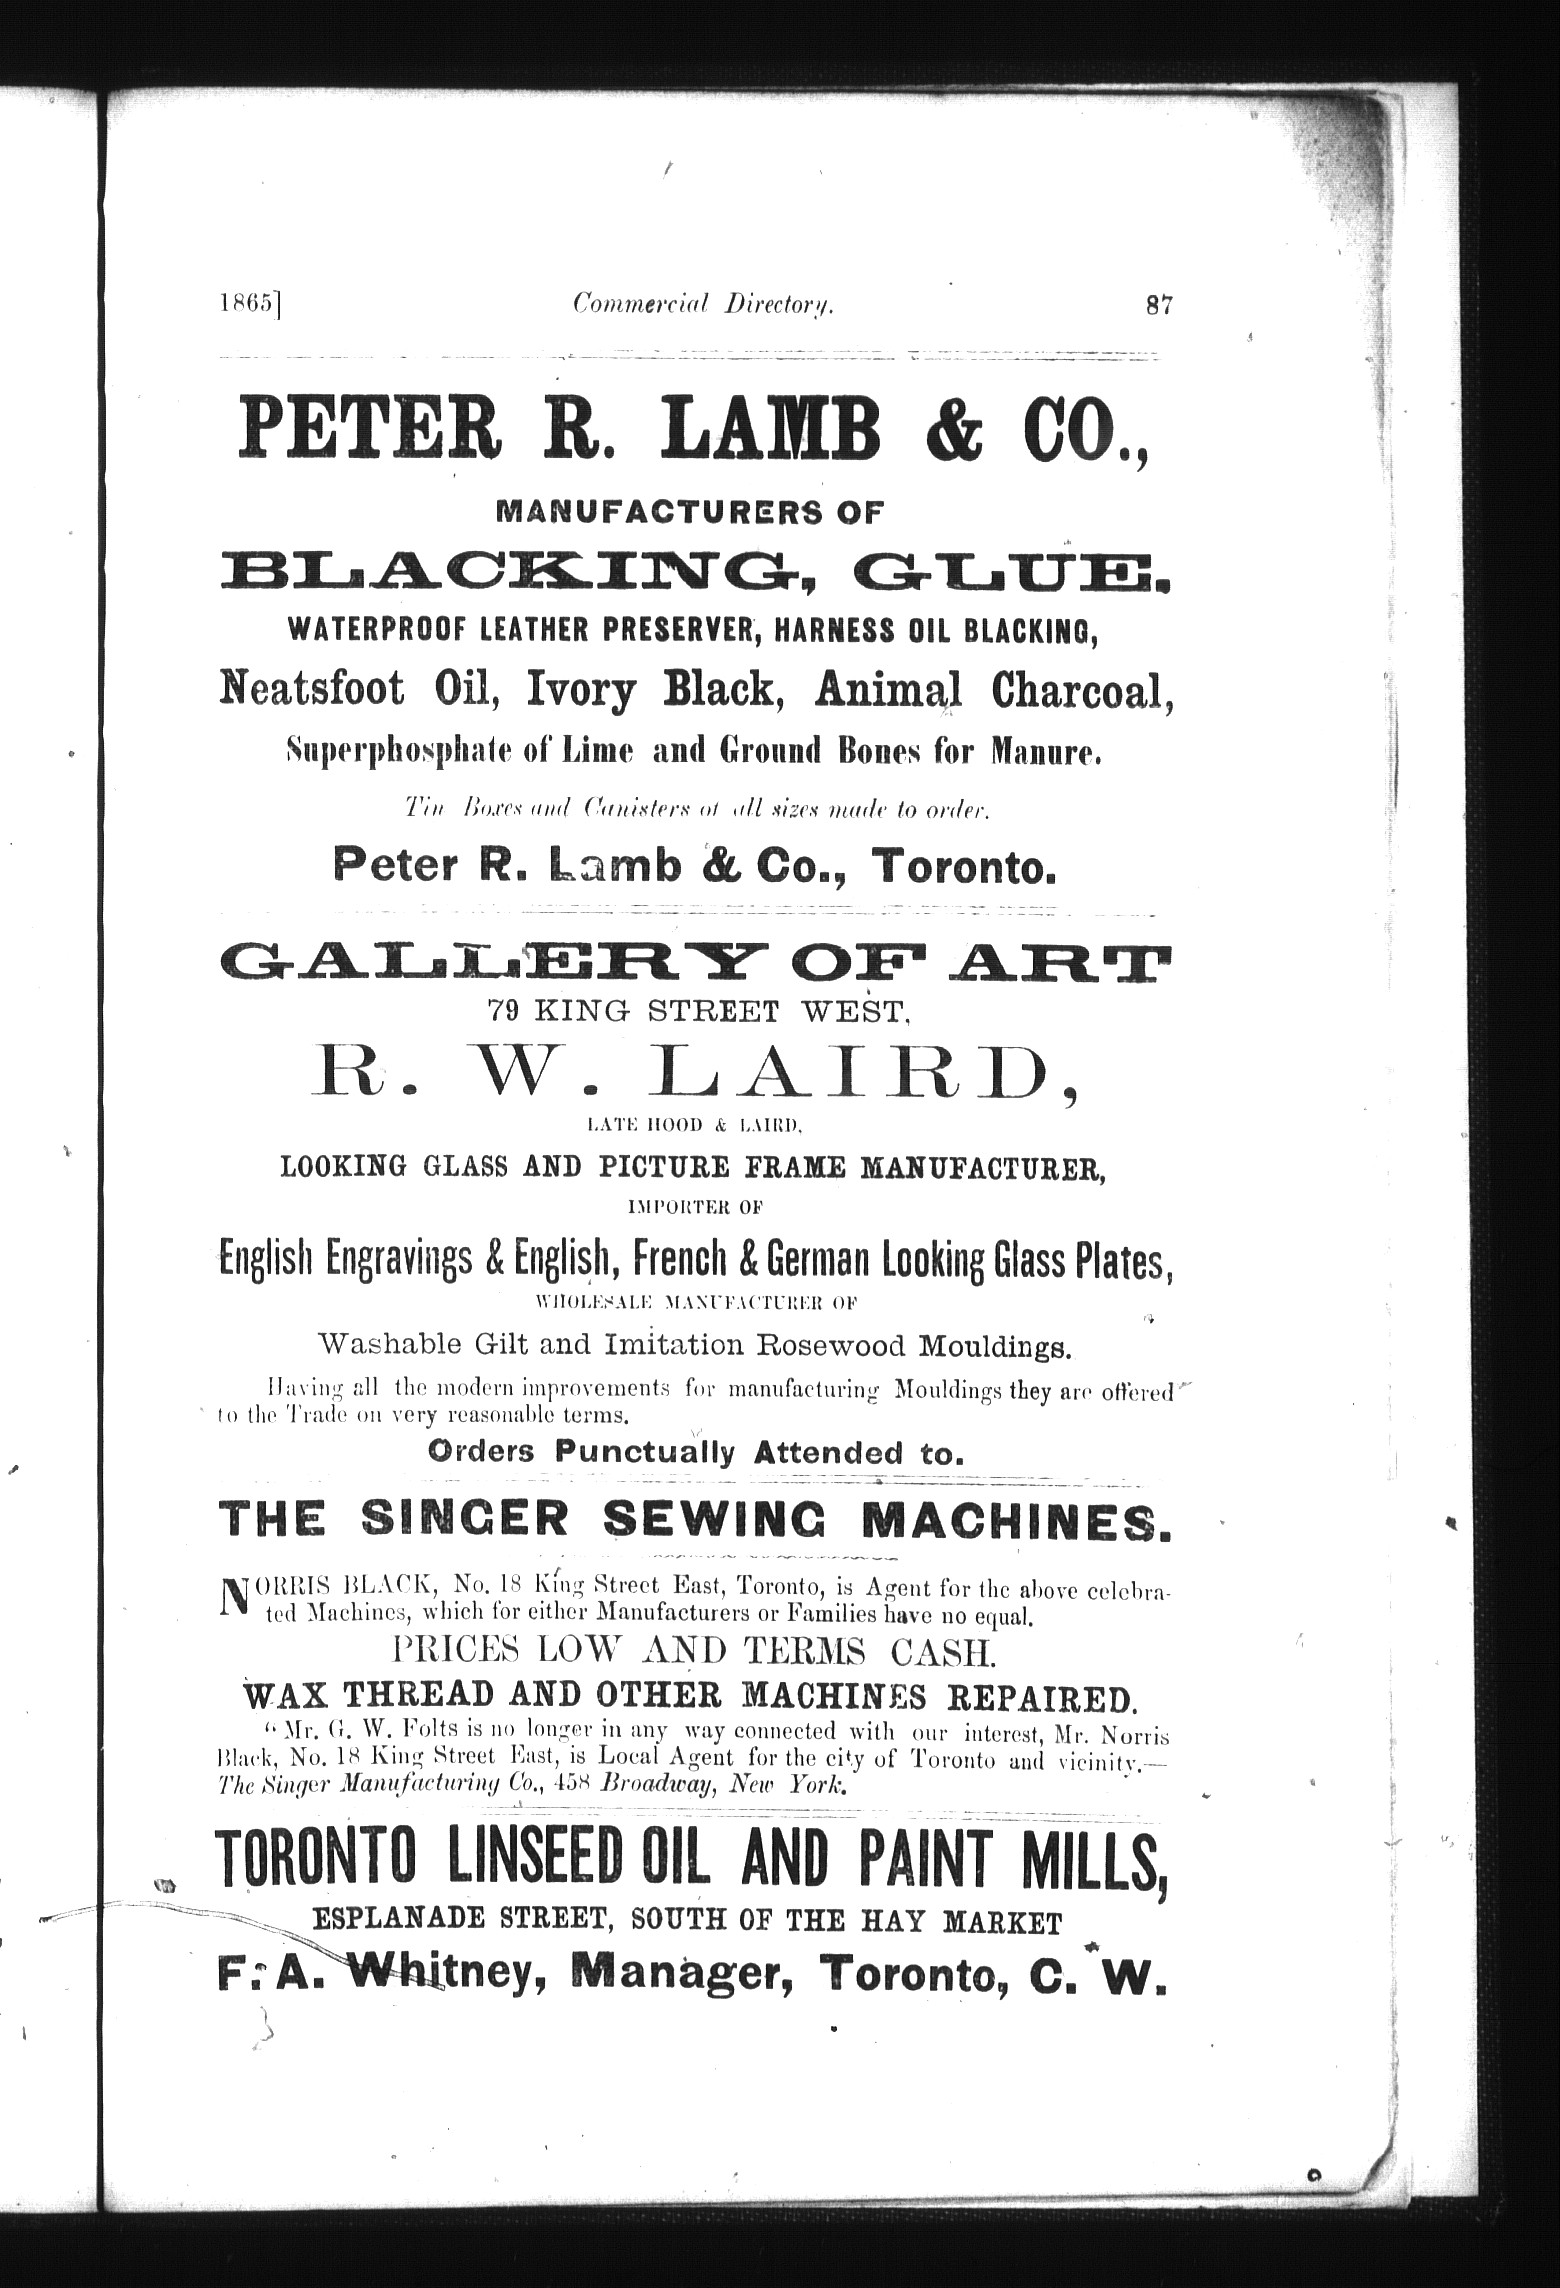 1865] Commercial Directory. 87
PETER R. LAMB & CO.,
MANUFACTURERS OF
BLACKING, GLUE.
WATERPROOF LEATHER PRESERVER, HARNESS OIL BLACKING,
Neatsfoot Oil, Ivory Black, Animal Charcoal,
Superphosphate of Lime and Ground Bones for Manure.
Tin Boxes and Canisters of all sizes made to order.
Peter R. Lamb & Co., Toronto.
GALLERY OF ART
79 KING STREET WEST,
R. W. LAIRD,
LATE HOOD & LAIRD,
LOOKING GLASS AND PICTURE FRAME MANUFACTURER,
IMPORTER OF
English Engravings & English, French & German Looking Glass Plates,
WHOLESALE MANUFACTURER OF
Washable Gilt and Imitation Rosewood Mouldings.
Having all the modern improvements for manufacturing Mouldings they are offered
to the Trade on very reasonable terms.
Orders Punctually Attended to.
THE SINGER SEWING MACHINES.
NORRIS BLACK, No. 18 King Street East, Toronto, is Agent for the above celebra-
ted Machines, which for either Manufacturers or Families have no equal.
PRICES LOW AND TERMS CASH.
WAX THREAD AND OTHER MACHINES REPAIRED.
"Mr. G. W. Folts is no longer in any way connected with our interest, Mr. Norris
Black, No. 18 King Street East, is Local Agent for the city of Toronto and vicinity.—
The Singer Manufacturing Co., 458 Broadway, New York.
TORONTO LINSEED OIL AND PAINT MILLS,
ESPLANADE STREET, SOUTH OF THE HAY MARKET
F. A. Whitney, Manager, Toronto, C. W.